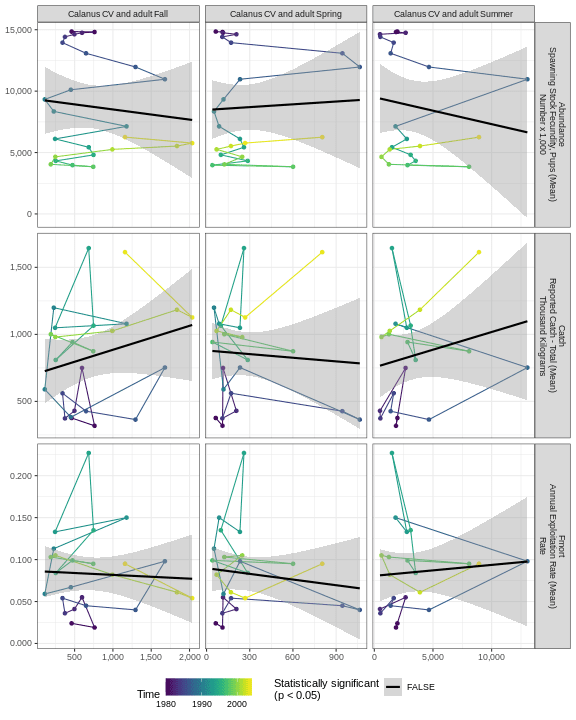 Calanus CV and adult Fall
Calanus CV and adult Spring
Calanus CV and adult Summer
15,000
10,000
5,000
0
Abundance
Spawning Stock Fecundity, Pups (Mean)
Number x 1,000
1,500
1,000
500
Catch
Reported Catch - Total (Mean)
Thousand Kilograms
0.200
0.150
0.100
0.050
0.000
Fmort
Annual Exploitation Rate (Mean)
Rate
500 1,000 1,500 2,000
0 300 600 900
0 5,000 10,000
Time
1980 1990 2000
Statistically significant
(p < 0.05)
FALSE